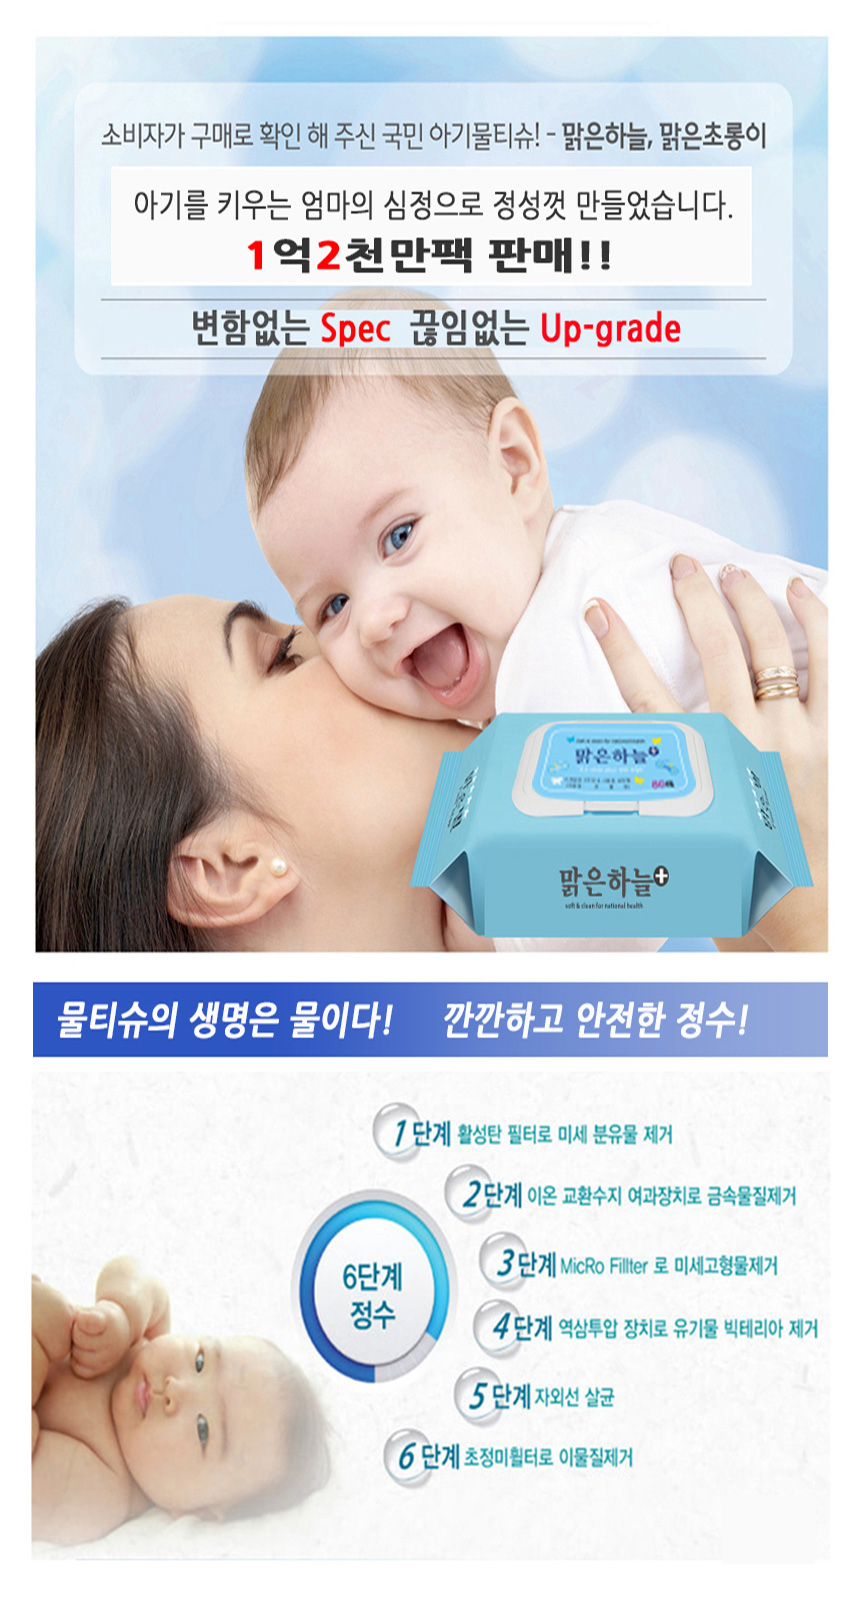 소비자가 구매로 확인 해 주신 국민 아기물티슈! - 맑은하늘, 맑은초롱이
아기를 키우는 엄마의 심정으로 정성껏 만들었습니다.
1억2천만팩 판매!!
변함없는 Spec 끊임없는 Up-grade
맑은하늘
맑은하늘
soft & clean for national health
물티슈의 생명은 물이다! 깐깐하고 안전한 정수!
6단계
정수
1단계 활성탄 필터로 미세 분유물 제거
2단계 이온 교환수지 여과장치로 금속물질제거
3단계 MicRo Fillter 로 미세고형물제거
4단계 역삼투압 장치로 유기물 빅테리아 제거
5단계 자외선 살균
6단계 초정미휠터로 이물질제거